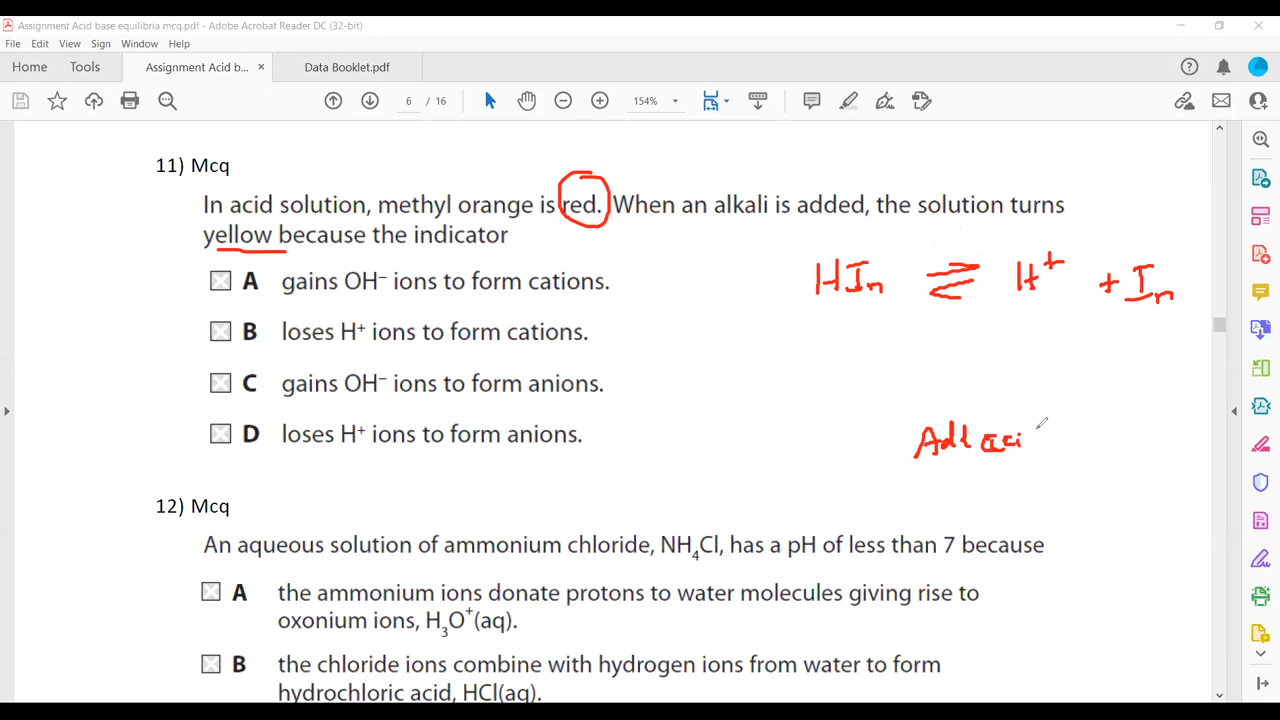 Assignment Acid base equilibria mcq.pdf - Adobe Acrobat Reader DC (32-bit)
File Edit View Sign Window Help
Home Tools Assignment Acid b... × Data Booklet.pdf
6 / 16 154%
11) Mcq
In acid solution, methyl orange is red. When an alkali is added, the solution turns
yellow because the indicator
A gains OH⁻ ions to form cations.
B loses H⁺ ions to form cations.
C gains OH⁻ ions to form anions.
D loses H⁺ ions to form anions.
HIn ⇌ H⁺ + In
Add aci
12) Mcq
An aqueous solution of ammonium chloride, NH₄Cl, has a pH of less than 7 because
A the ammonium ions donate protons to water molecules giving rise to
oxonium ions, H₃O⁺(aq).
B the chloride ions combine with hydrogen ions from water to form
hydrochloric acid, HCl(aq).